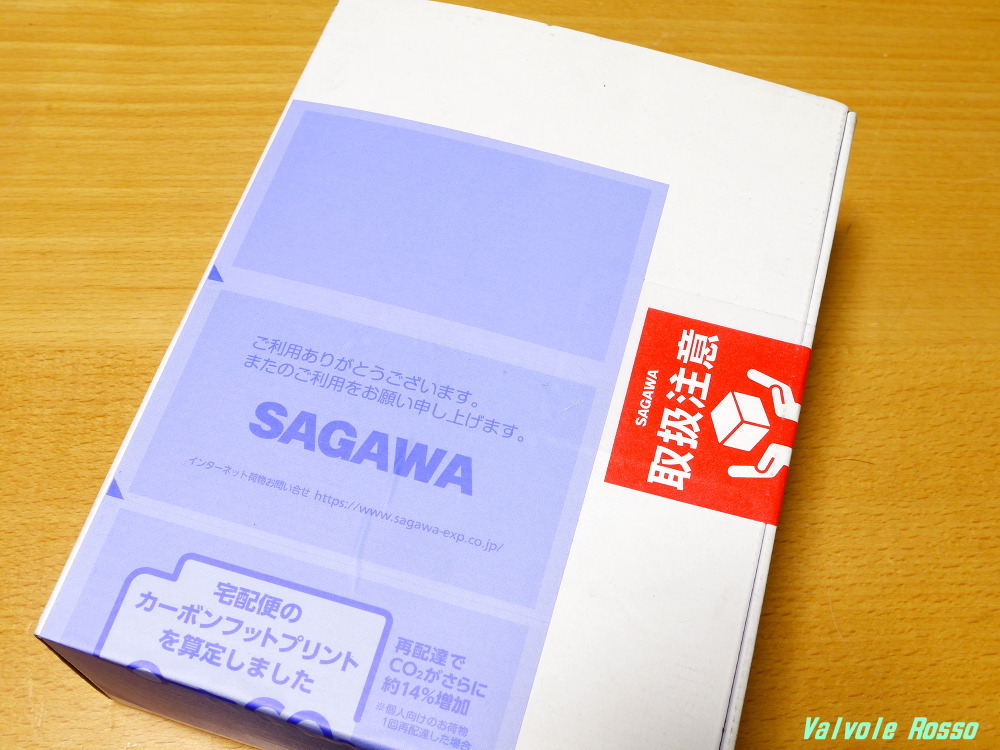 ご利用ありがとうございます。
またのご利用をお願い申し上げます。
SAGAWA
インターネット荷物お問い合せ https://www.sagawa-exp.co.jp/
宅配便の
カーボンフットプリント
を算定しました
再配達で
CO₂がさらに
約14%増加
※個人向けのお荷物
1回再配達した場合
SAGAWA
取扱注意
Valvole Rosso